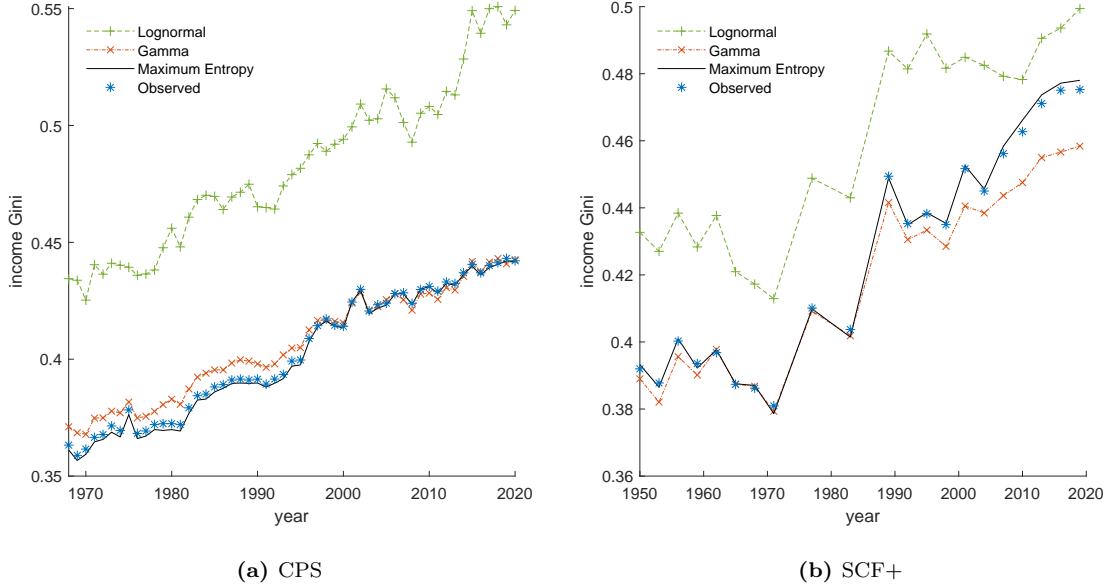 0.55
0.5
0.45
0.4
0.35
income Gini
Lognormal
Gamma
Maximum Entropy
Observed
1970 1980 1990 2000 2010 2020
year
(a) CPS
0.5
0.48
0.46
0.44
0.42
0.4
0.38
0.36
income Gini
Lognormal
Gamma
Maximum Entropy
Observed
1950 1960 1970 1980 1990 2000 2010 2020
year
(b) SCF+